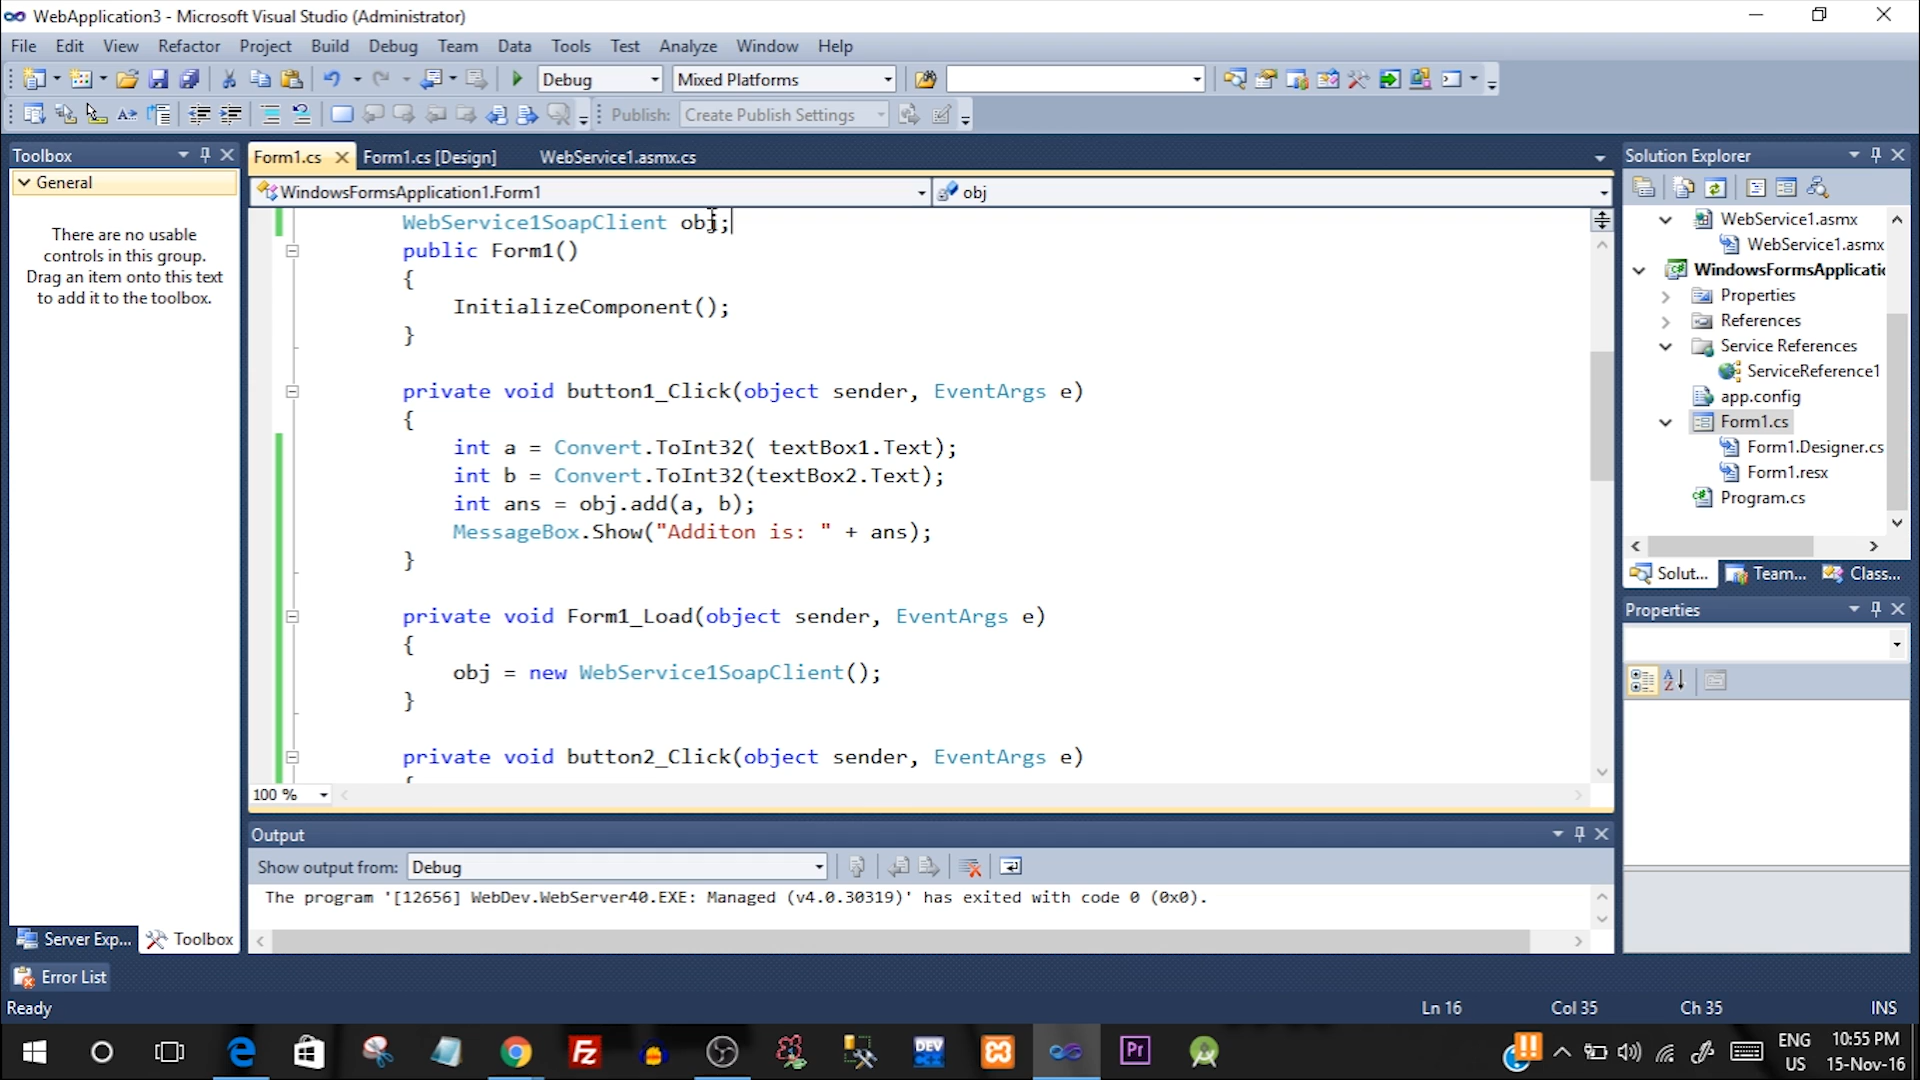 WebApplication3 - Microsoft Visual Studio (Administrator)
File Edit View Refactor Project Build Debug Team Data Tools Test Analyze Window Help
Debug Mixed Platforms
Publish: Create Publish Settings
Toolbox
General
There are no usable
controls in this group.
Drag an item onto this text
to add it to the toolbox.
Server Exp... Toolbox
Form1.cs Form1.cs [Design] WebService1.asmx.cs
WindowsFormsApplication1.Form1 obj
WebService1SoapClient obj;
public Form1()
{
InitializeComponent();
}
private void button1_Click(object sender, EventArgs e)
{
int a = Convert.ToInt32( textBox1.Text);
int b = Convert.ToInt32(textBox2.Text);
int ans = obj.add(a, b);
MessageBox.Show("Additon is: " + ans);
}
private void Form1_Load(object sender, EventArgs e)
{
obj = new WebService1SoapClient();
}
private void button2_Click(object sender, EventArgs e)
{
100 %
Output
Show output from: Debug
The program '[12656] WebDev.WebServer40.EXE: Managed (v4.0.30319)' has exited with code 0 (0x0).
Solution Explorer
WebService1.asmx
WebService1.asmx
WindowsFormsApplicatio
Properties
References
Service References
ServiceReference1
app.config
Form1.cs
Form1.Designer.cs
Form1.resx
Program.cs
Solut... Team... Class...
Properties
Error List
Ready Ln 16 Col 35 Ch 35 INS
Fz DEV Pr
ENG 10:55 PM
US 15-Nov-16